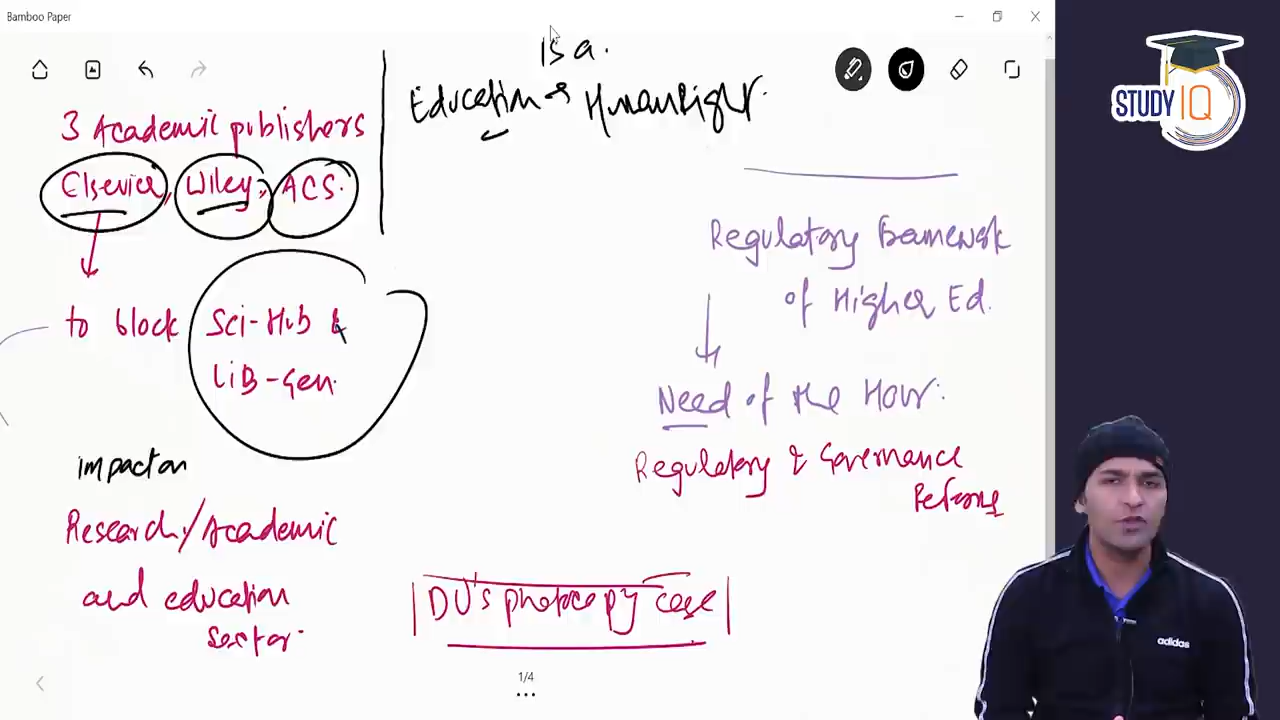 Bamboo Paper
is a.
Education & Human Right.
3 Academic publishers
Elsevier, Wiley, ACS.
to block Sci-Hub &
LiB-Gen.
impact on
Research/Academic
and education
sector.
Regulatory Framework
of Higher Ed.
Need of the Hour.
Regulatory & Governance
Reforms
DU's photocopy case
1/4
STUDY IQ
adidas